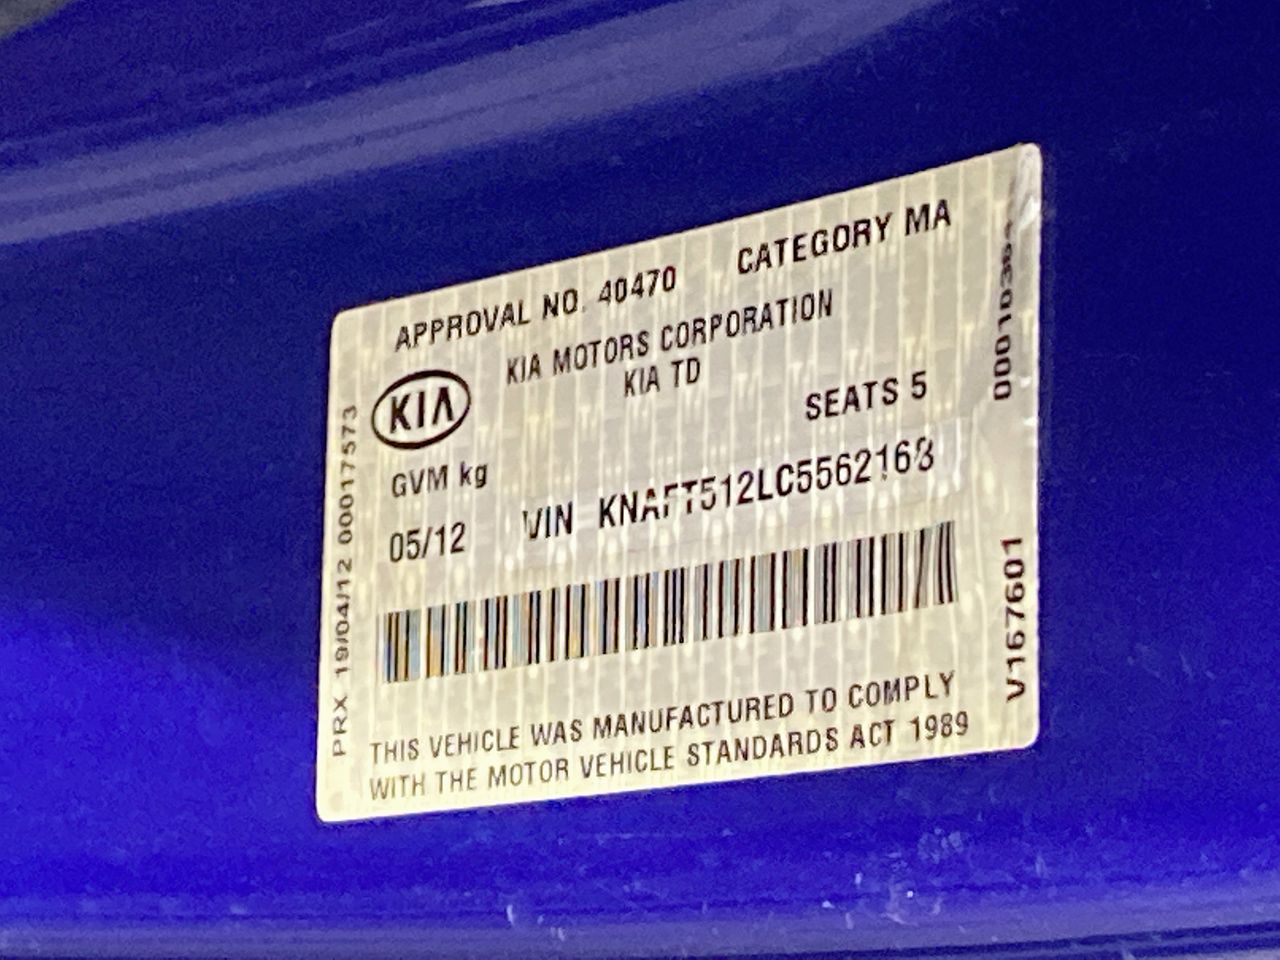 APPROVAL NO. 40470 CATEGORY MA
KIA MOTORS CORPORATION
KIA TD
KIA
SEATS 5
GVM kg
05/12 VIN KNAFT512LC5562168
THIS VEHICLE WAS MANUFACTURED TO COMPLY
WITH THE MOTOR VEHICLE STANDARDS ACT 1989
PRX 19/04/12 00017573
V167601